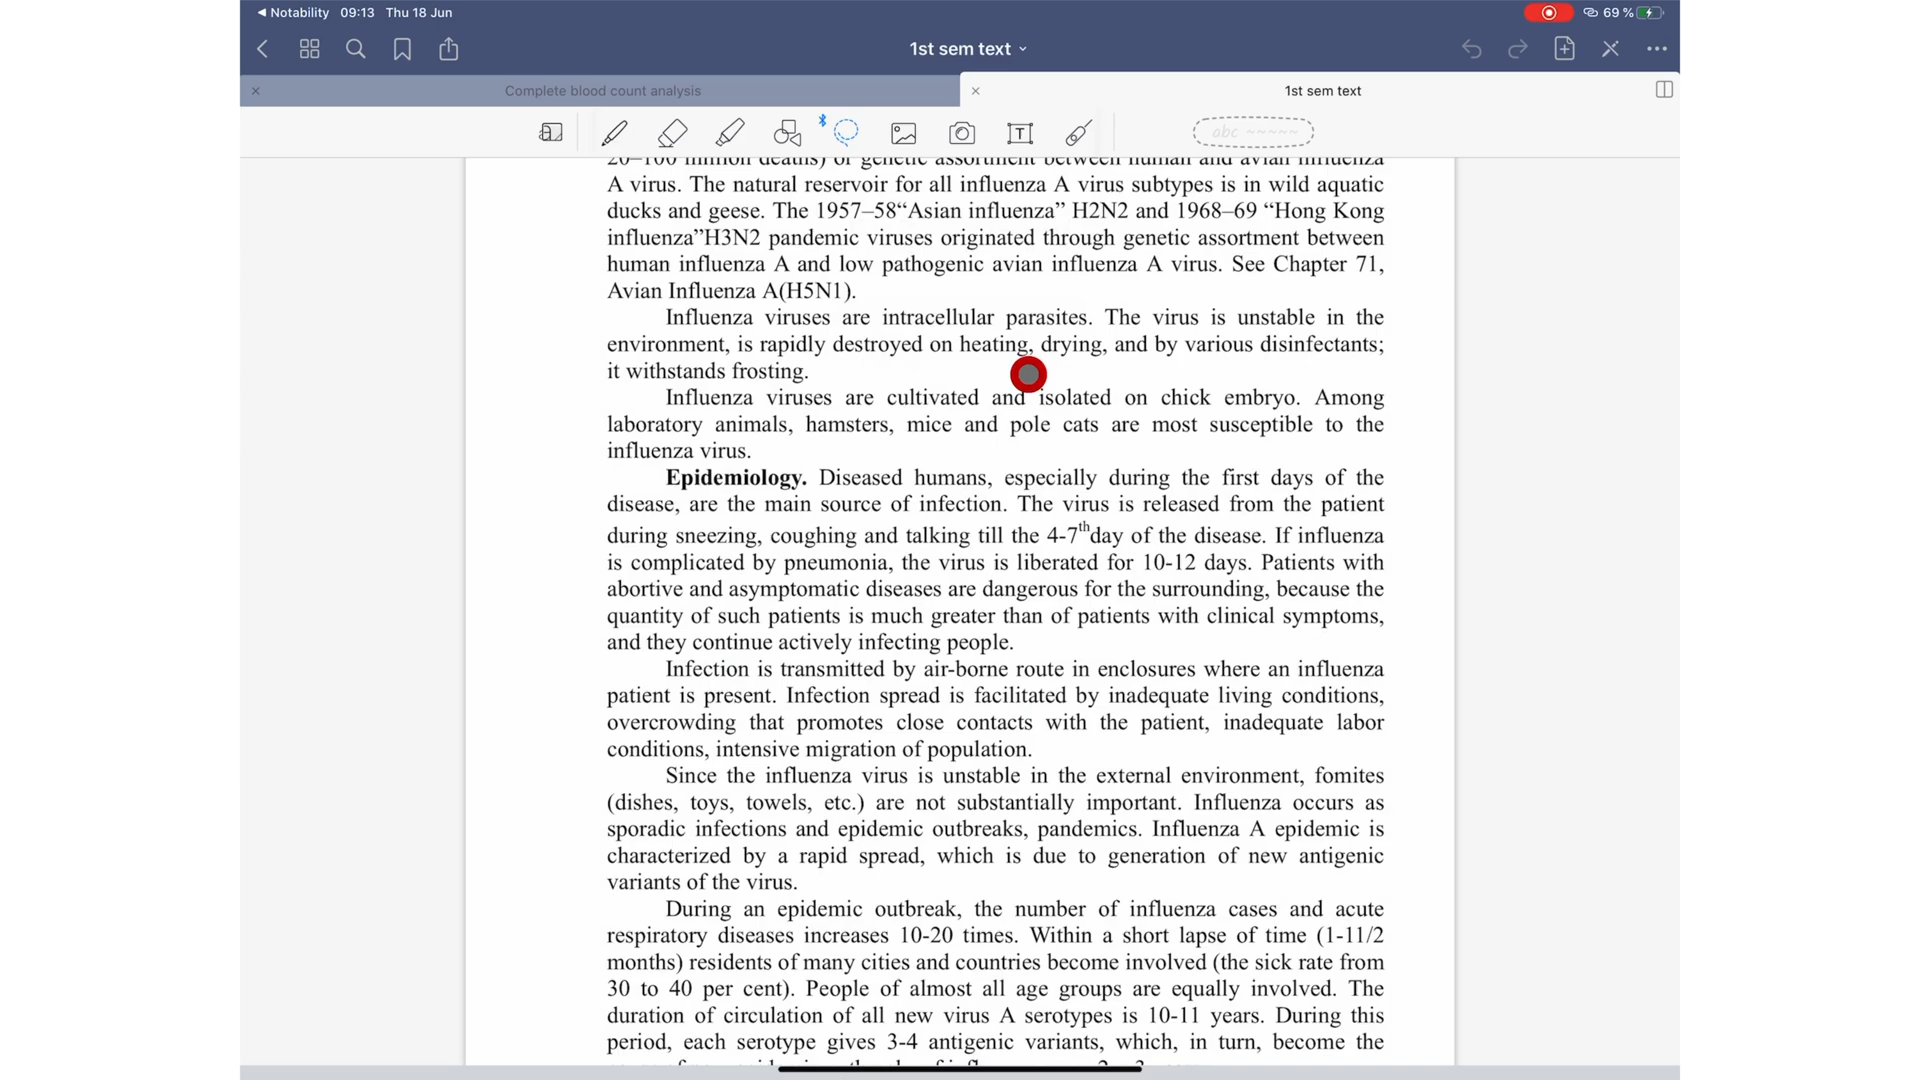 Notability 09:13 Thu 18 Jun 69 %
1st sem text
Complete blood count analysis
1st sem text
T
abc
20–100 million deaths) or genetic assortment between human and avian influenza
A virus. The natural reservoir for all influenza A virus subtypes is in wild aquatic
ducks and geese. The 1957–58“Asian influenza” H2N2 and 1968–69 “Hong Kong
influenza”H3N2 pandemic viruses originated through genetic assortment between
human influenza A and low pathogenic avian influenza A virus. See Chapter 71,
Avian Influenza A(H5N1).
Influenza viruses are intracellular parasites. The virus is unstable in the
environment, is rapidly destroyed on heating, drying, and by various disinfectants;
it withstands frosting.
Influenza viruses are cultivated and isolated on chick embryo. Among
laboratory animals, hamsters, mice and pole cats are most susceptible to the
influenza virus.
Epidemiology. Diseased humans, especially during the first days of the
disease, are the main source of infection. The virus is released from the patient
during sneezing, coughing and talking till the 4-7th day of the disease. If influenza
is complicated by pneumonia, the virus is liberated for 10-12 days. Patients with
abortive and asymptomatic diseases are dangerous for the surrounding, because the
quantity of such patients is much greater than of patients with clinical symptoms,
and they continue actively infecting people.
Infection is transmitted by air-borne route in enclosures where an influenza
patient is present. Infection spread is facilitated by inadequate living conditions,
overcrowding that promotes close contacts with the patient, inadequate labor
conditions, intensive migration of population.
Since the influenza virus is unstable in the external environment, fomites
(dishes, toys, towels, etc.) are not substantially important. Influenza occurs as
sporadic infections and epidemic outbreaks, pandemics. Influenza A epidemic is
characterized by a rapid spread, which is due to generation of new antigenic
variants of the virus.
During an epidemic outbreak, the number of influenza cases and acute
respiratory diseases increases 10-20 times. Within a short lapse of time (1-11/2
months) residents of many cities and countries become involved (the sick rate from
30 to 40 per cent). People of almost all age groups are equally involved. The
duration of circulation of all new virus A serotypes is 10-11 years. During this
period, each serotype gives 3-4 antigenic variants, which, in turn, become the